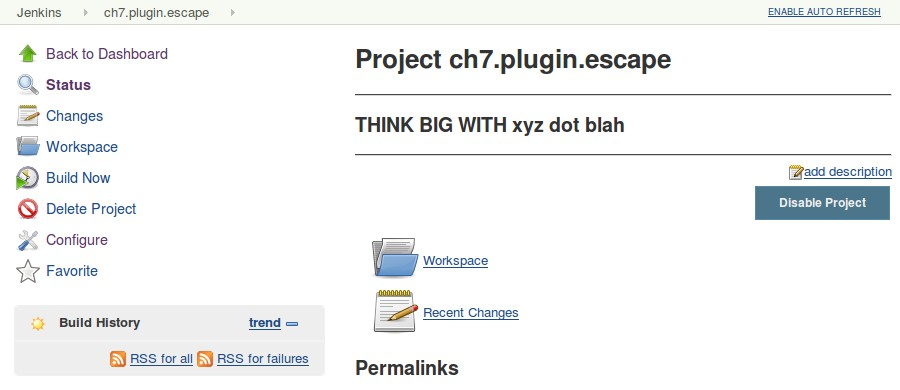 Jenkins ch7.plugin.escape
ENABLE AUTO REFRESH
Back to Dashboard
Status
Changes
Workspace
Build Now
Delete Project
Configure
Favorite
Build History trend
RSS for all RSS for failures
Project ch7.plugin.escape
THINK BIG WITH xyz dot blah
add description
Disable Project
Workspace
Recent Changes
Permalinks